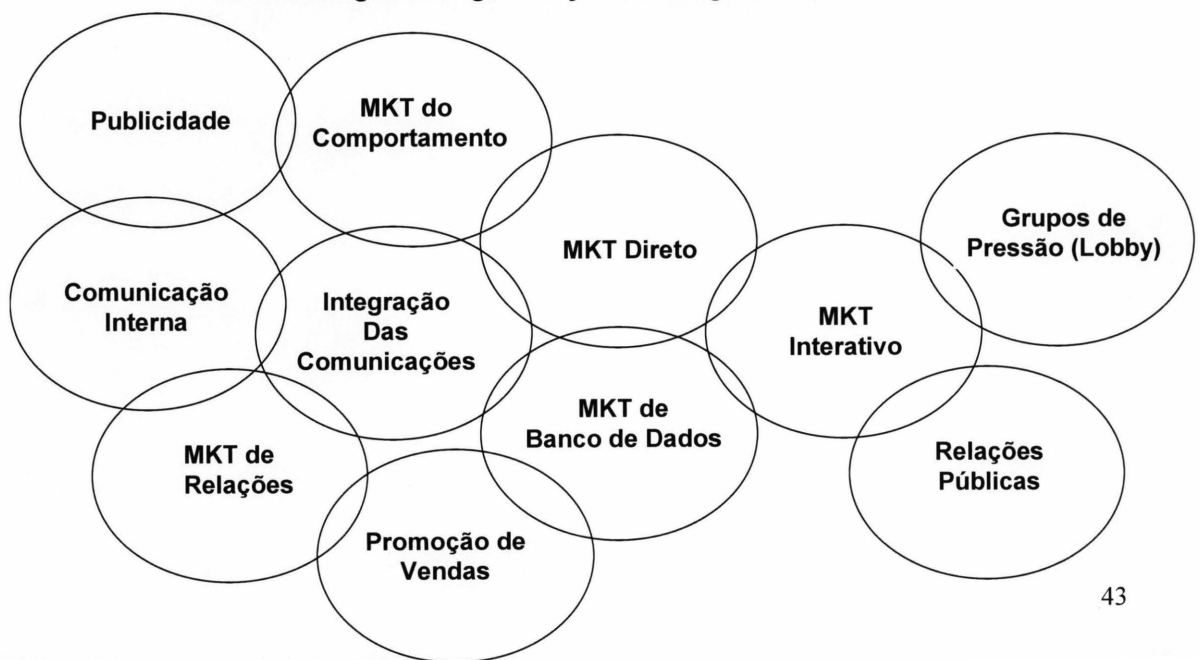 Publicidade
MKT do
Comportamento
MKT Direto
Grupos de
Pressão (Lobby)
Comunicação
Interna
Integração
Das
Comunicações
MKT
Interativo
MKT de
Relações
MKT de
Banco de Dados
Relações
Públicas
Promoção de
Vendas
43